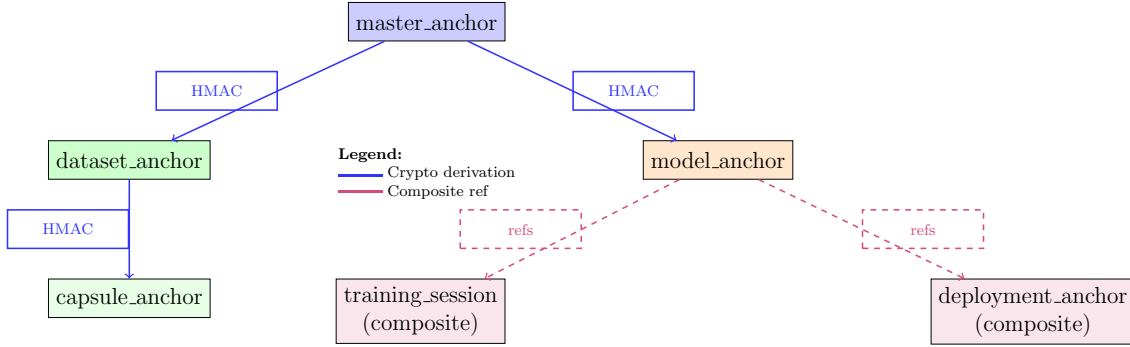 master_anchor
HMAC
HMAC
dataset_anchor
Legend:
Crypto derivation
Composite ref
model_anchor
HMAC
refs
refs
capsule_anchor
training_session
(composite)
deployment_anchor
(composite)